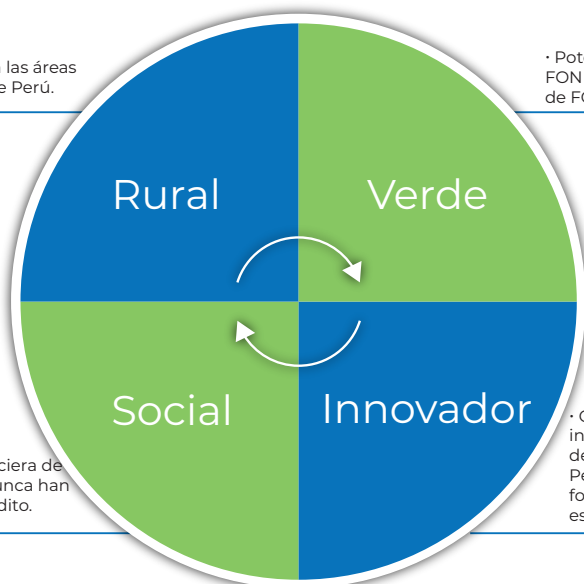 las áreas
e Perú.
• Pot
FON
de F
Rural
Verde
Social
Innovador
ciera de
unca han
dito.
in
de
Pe
fo
es